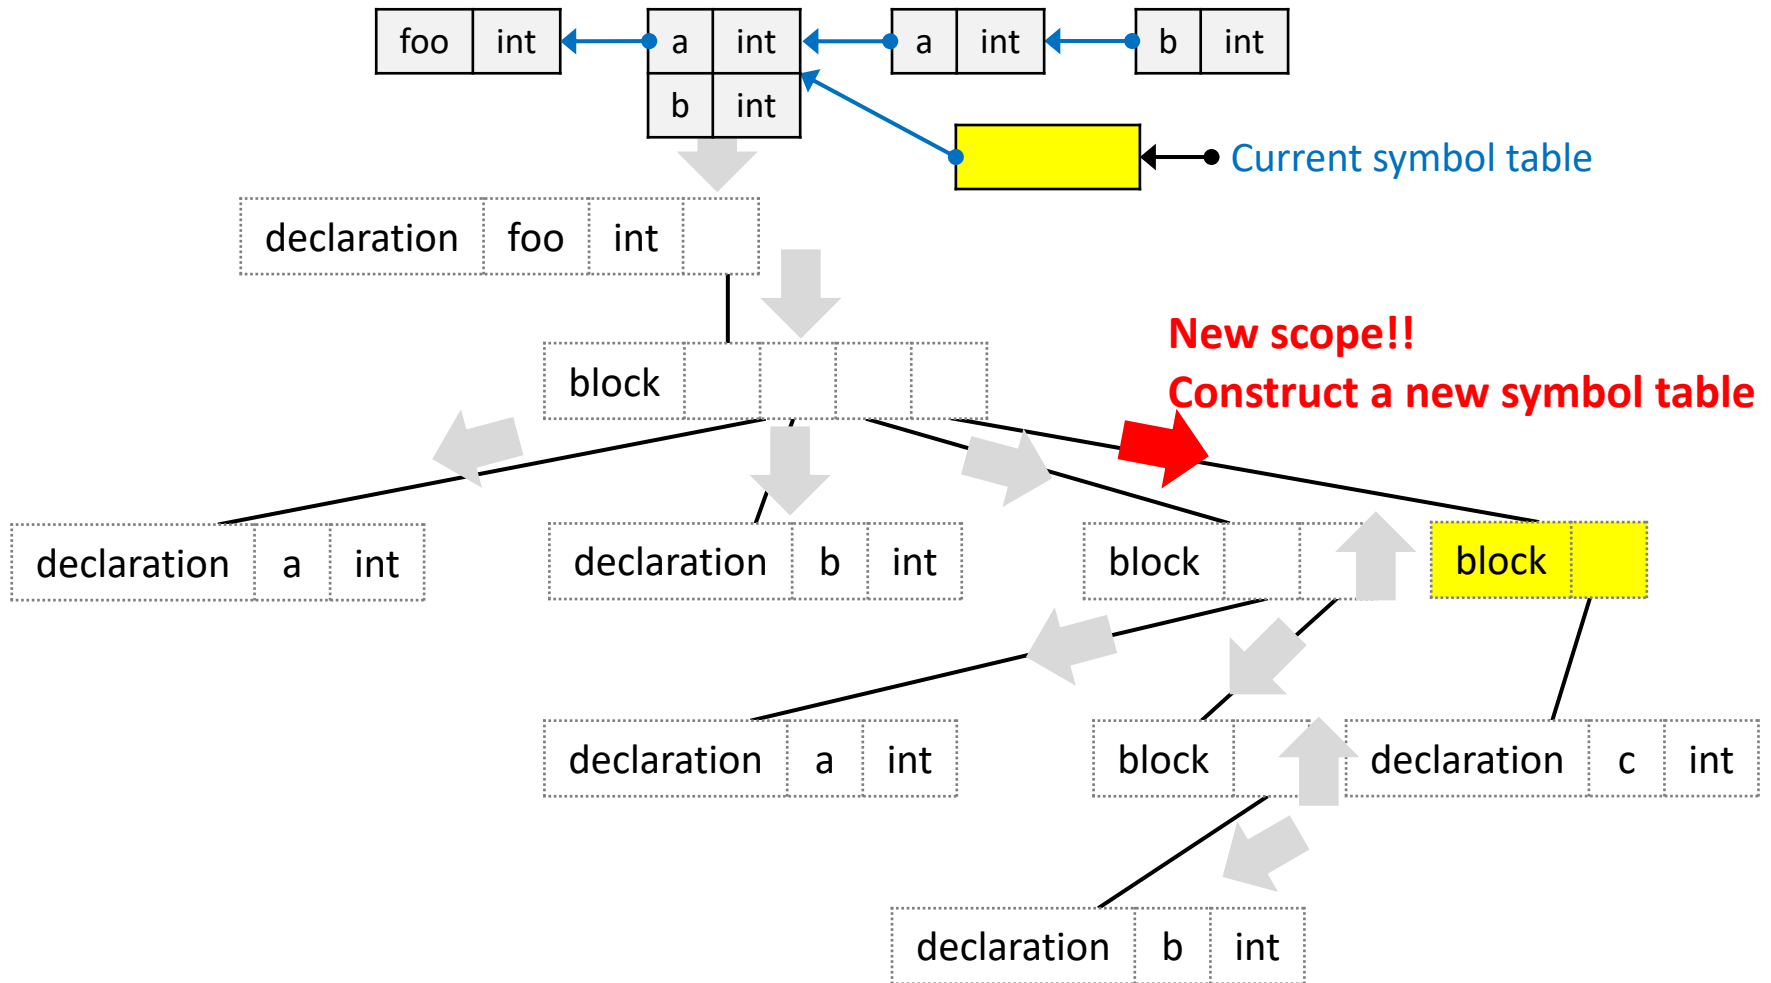 foo int a int a int b int
b int
Current symbol table
declaration foo int
New scope!!
block
Construct a new symbol table
declaration a int declaration b int block block
declaration a int block declaration c int
declaration b int